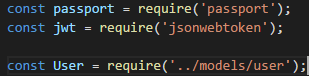 const passport = require('passport');
const jwt = require('jsonwebtoken');
const User = require('../models/user');